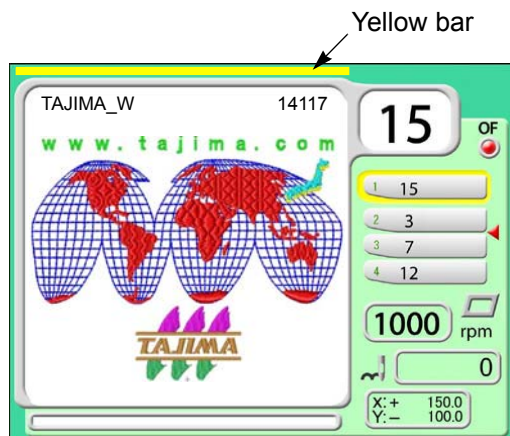 Yellow bar
TAJIMA_W 14117
15
OF
www.tajima.com
1 15
2 3
3 7
4 12
1000 rpm
TAJIMA
0
X:+ 150.0
Y:- 100.0